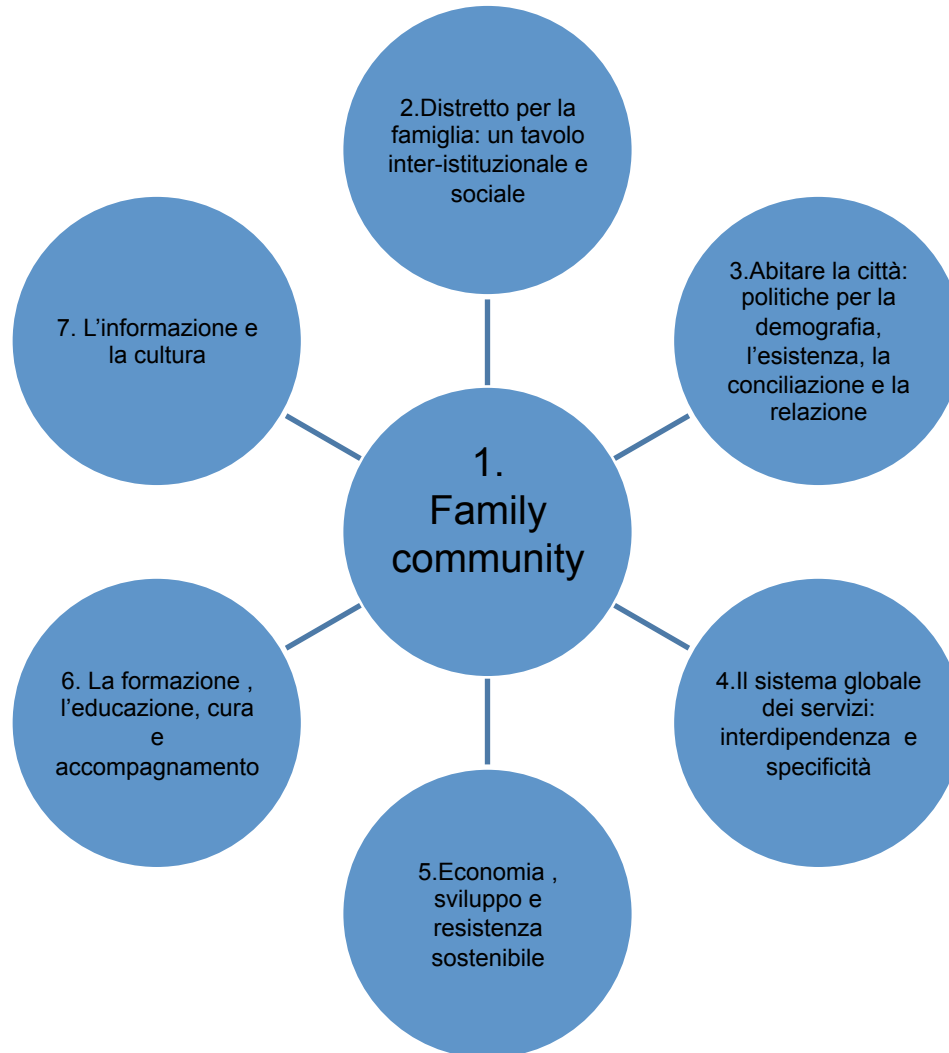 1.
Family
community
2.Distretto per la
famiglia: un tavolo
inter-istituzionale e
sociale
3.Abitare la città:
politiche per la
demografia,
l’esistenza, la
conciliazione e la
relazione
4.Il sistema globale
dei servizi:
interdipendenza e
specificità
5.Economia ,
sviluppo e
resistenza
sostenibile
6. La formazione ,
l’educazione, cura
e
accompagnamento
7. L’informazione e
la cultura